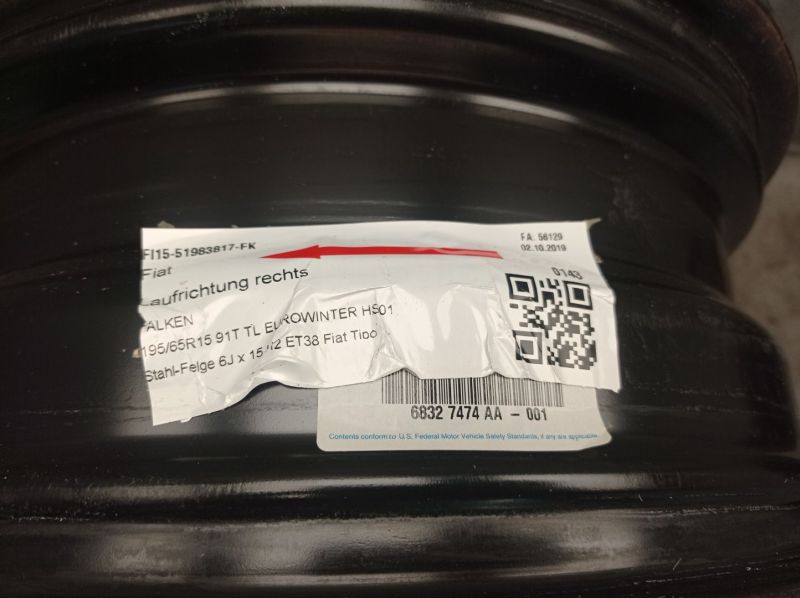 FI15-51983817-FK
FA: 56129
02.10.2019
Fiat
0143
Laufrichtung rechts
FALKEN
195/65R15 91T TL EUROWINTER HS01
Stahl-Felge 6J x 15 H2 ET38 Fiat Tipo
6832 7474 AA - 001
Contents conform to U.S. Federal Motor Vehicle Safety Standards, if any are applicable.